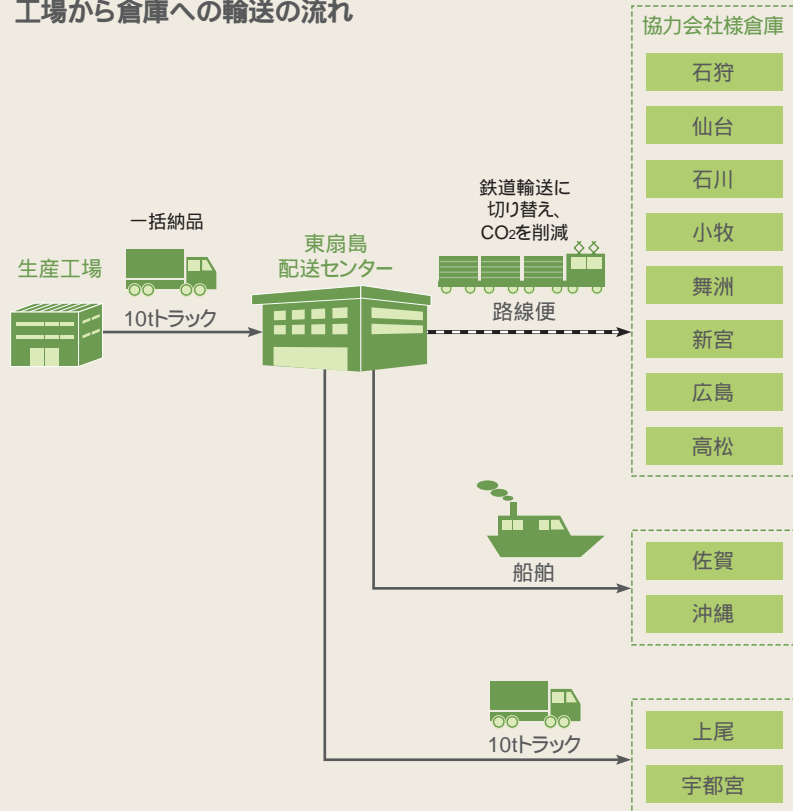 工場から倉庫への輸送の流れ
協力会社様倉庫
石狩
仙台
石川
小牧
舞洲
新宮
広島
高松
生産工場
一括納品
10tトラック
東扇島
配送センター
鉄道輸送に
切り替え、
CO2を削減
路線便
船舶
佐賀
沖縄
10tトラック
上尾
宇都宮